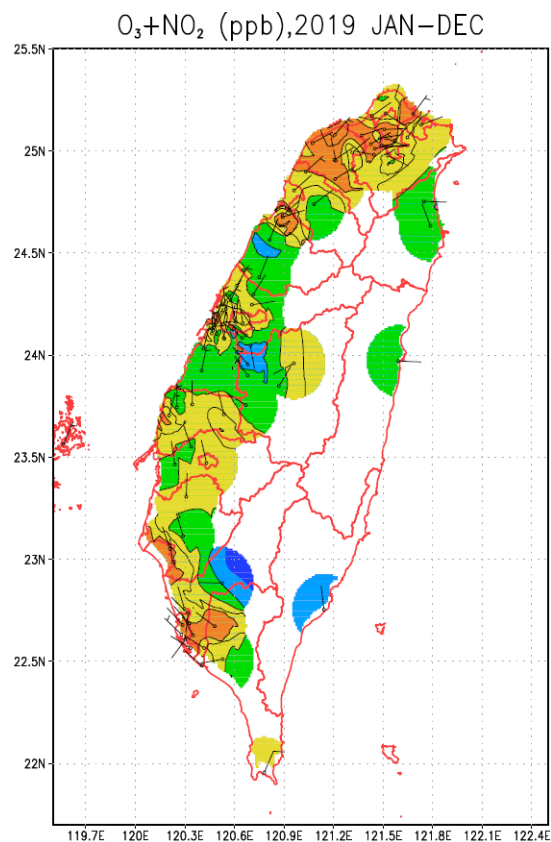 O₃+NO₂ (ppb),2019 JAN−DEC
25.5N
25N
24.5N
24N
23.5N
23N
22.5N
22N
119.7E 120E 120.3E 120.6E 120.9E 121.2E 121.5E 121.8E 122.1E 122.4E